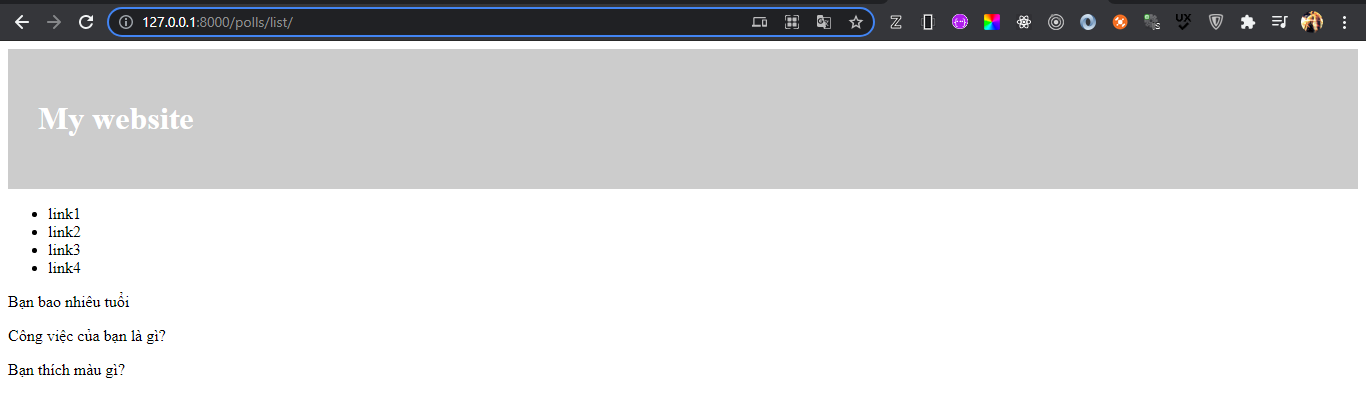 127.0.0.1:8000/polls/list/
UX
My website
link1
link2
link3
link4
Bạn bao nhiêu tuổi
Công việc của bạn là gì?
Bạn thích màu gì?